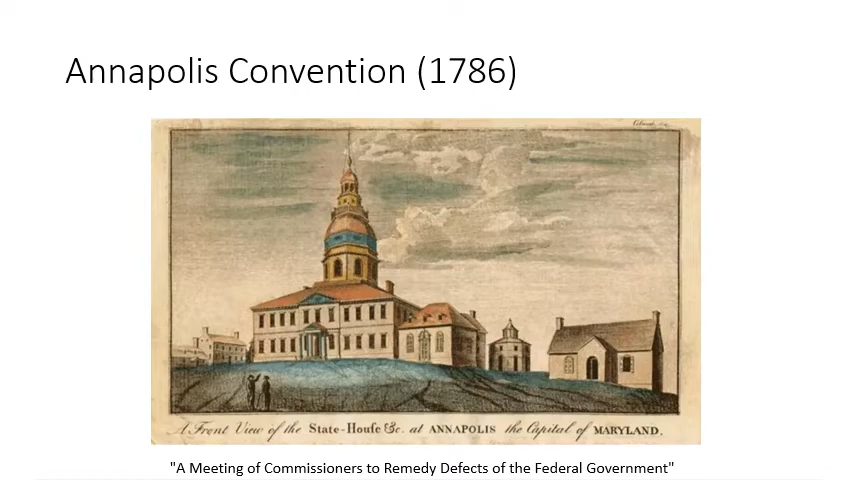 Annapolis Convention (1786)
A Front View of the State-Houſe &c. at ANNAPOLIS the Capital of MARYLAND.
"A Meeting of Commissioners to Remedy Defects of the Federal Government"